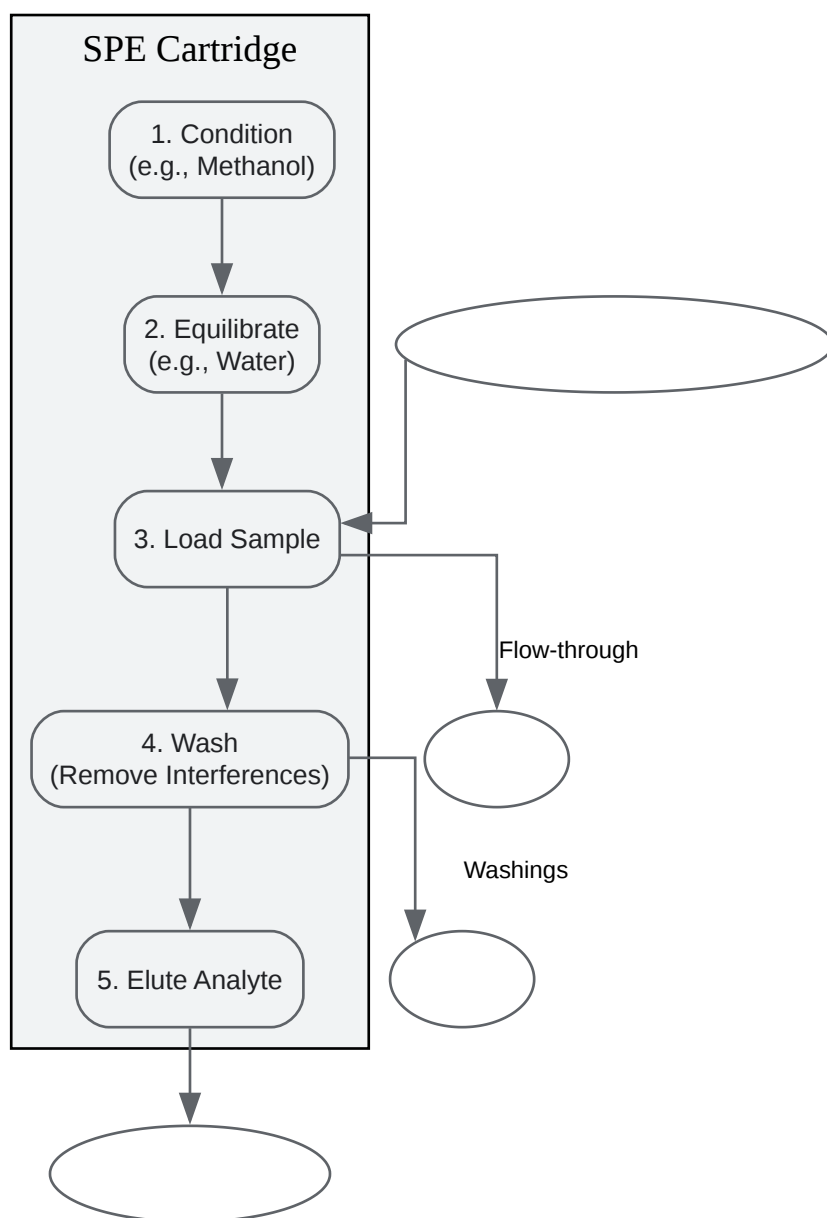 SPE Cartridge
1. Condition
(e.g., Methanol)
2. Equilibrate
(e.g., Water)
3. Load Sample
Flow-through
4. Wash
(Remove Interferences)
Washings
5. Elute Analyte